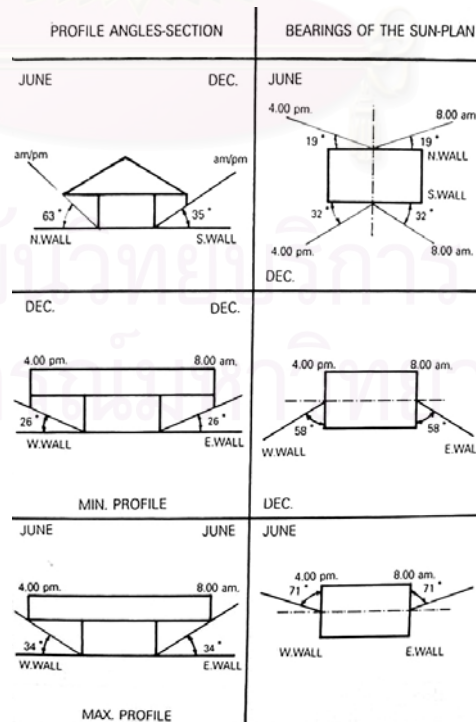 PROFILE ANGLES-SECTION
BEARINGS OF THE SUN-PLAN
JUNE
DEC.
am/pm
am/pm
63°
35°
N.WALL
S.WALL
JUNE
4.00 pm.
8.00 am
19°
19°
N.WALL
S.WALL
32°
32°
4.00 pm.
8.00 am.
DEC.
DEC.
DEC.
4.00 pm.
8.00 am.
26°
26°
W.WALL
E.WALL
MIN. PROFILE
4.00 pm.
8.00 am.
58°
58°
W.WALL
E.WAL
DEC.
JUNE
JUNE
4.00 pm.
8.00 am.
34°
34°
W.WALL
E.WALL
MAX. PROFILE
JUNE
4.00 pm.
8.00 am.
71°
71°
W.WALL
E.WALL